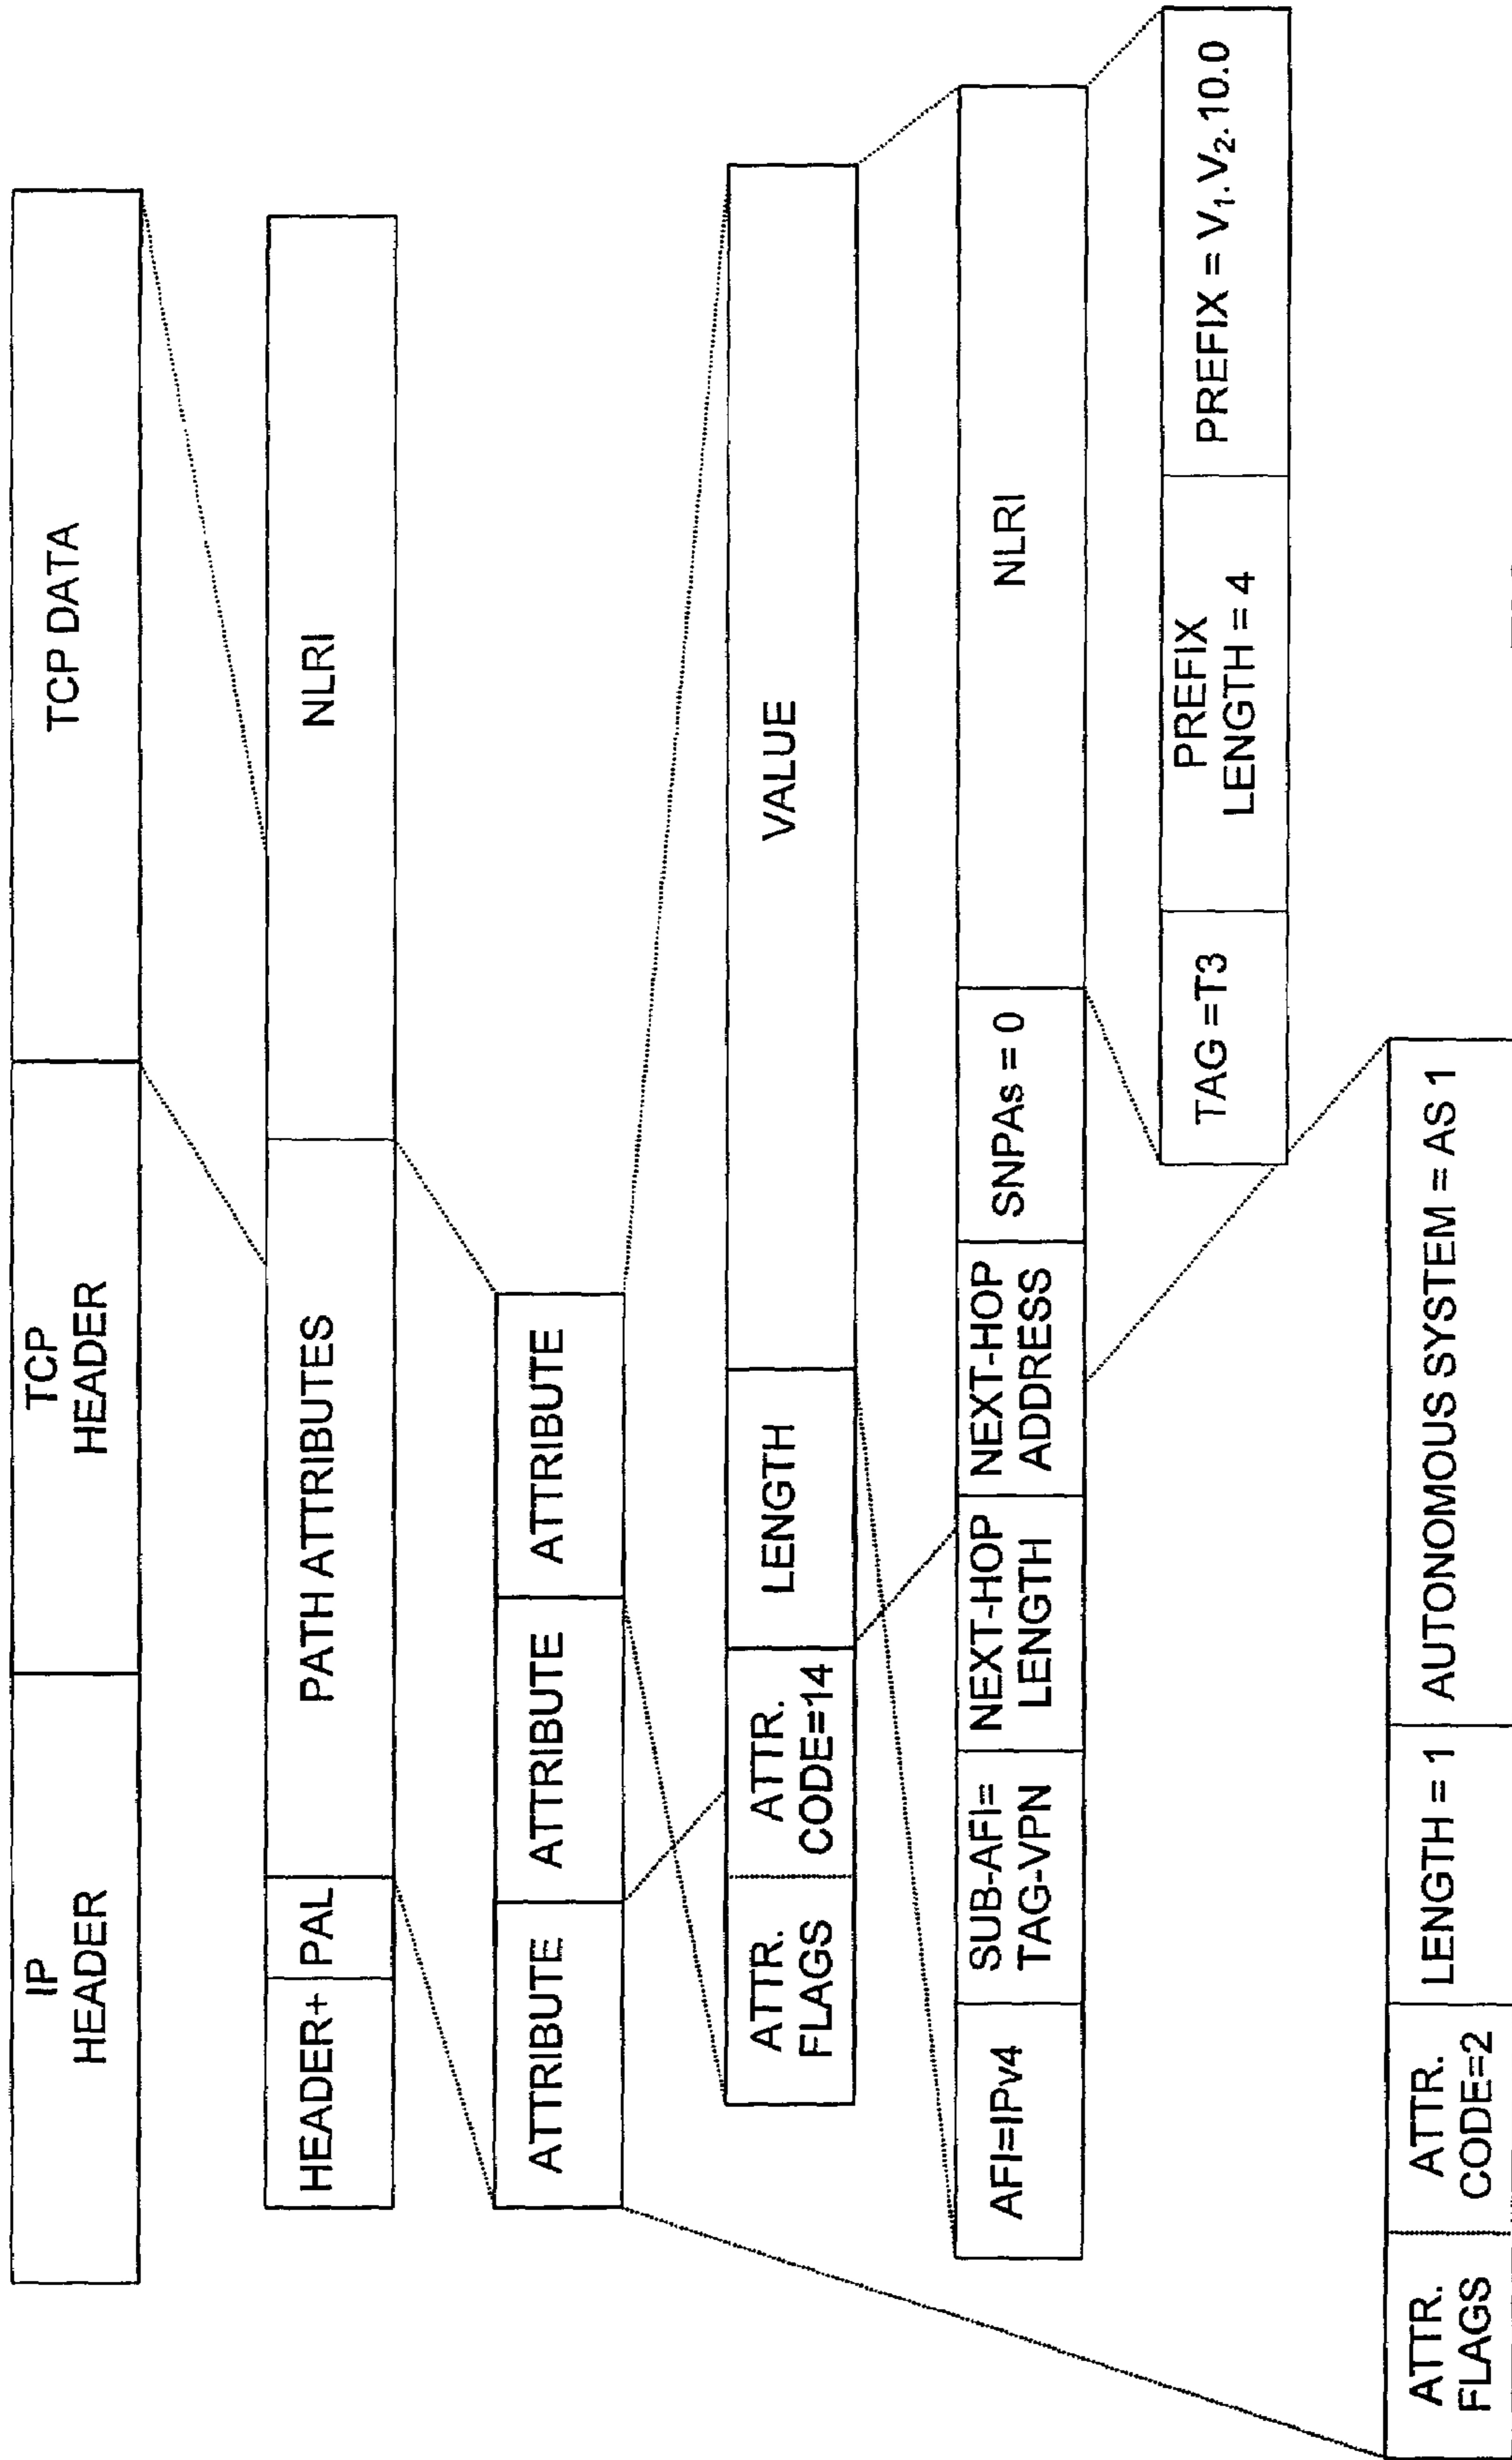 IP
HEADER
TCP
HEADER
TCP DATA
HEADER+
PAL
PATH ATTRIBUTES
NLRI
ATTRIBUTE
ATTRIBUTE
ATTRIBUTE
ATTR.
FLAGS
ATTR.
CODE=14
LENGTH
VALUE
AFI=IPv4
SUB-AFI=
TAG-VPN
NEXT-HOP
LENGTH
NEXT-HOP
ADDRESS
SNPAs = 0
NLRI
TAG =T3
PREFIX
LENGTH = 4
PREFIX = V₁.V₂.10.0
ATTR.
FLAGS
ATTR.
CODE=2
LENGTH = 1
AUTONOMOUS SYSTEM = AS 1